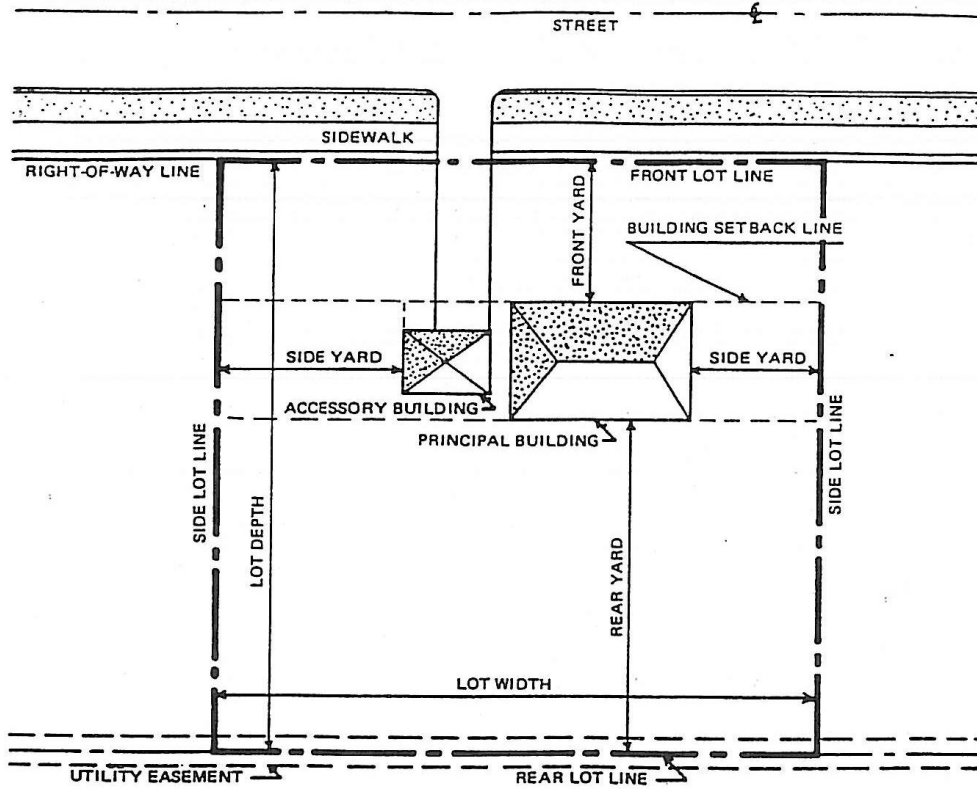 ℄
STREET
SIDEWALK
RIGHT-OF-WAY LINE
FRONT LOT LINE
FRONT YARD
BUILDING SETBACK LINE
SIDE YARD
SIDE YARD
ACCESSORY BUILDING
PRINCIPAL BUILDING
SIDE LOT LINE
SIDE LOT LINE
LOT DEPTH
REAR YARD
LOT WIDTH
UTILITY EASEMENT
REAR LOT LINE